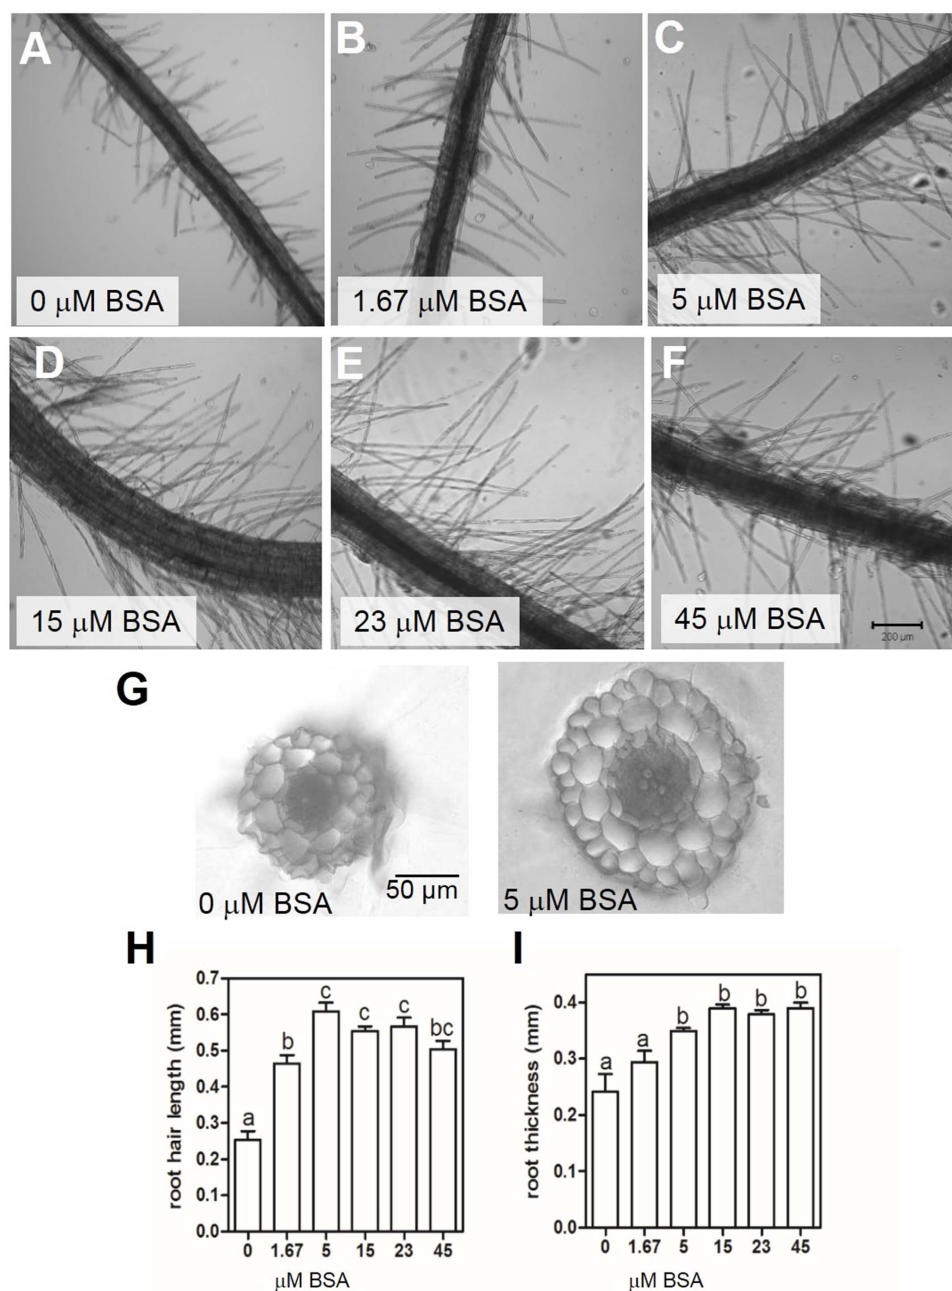 A
B
C
0 μM BSA
1.67 μM BSA
5 μM BSA
D
E
F
15 μM BSA
23 μM BSA
45 μM BSA
200 μm
G
50 μm
0 μM BSA
5 μM BSA
H
I
root hair length (mm)
0.7
0.6
0.5
0.4
0.3
0.2
0.1
0.0
a
b
c
c
c
bc
0
1.67
5
15
23
45
μM BSA
root thickness (mm)
0.4
0.3
0.2
0.1
0.0
a
a
b
b
b
b
0
1.67
5
15
23
45
μM BSA